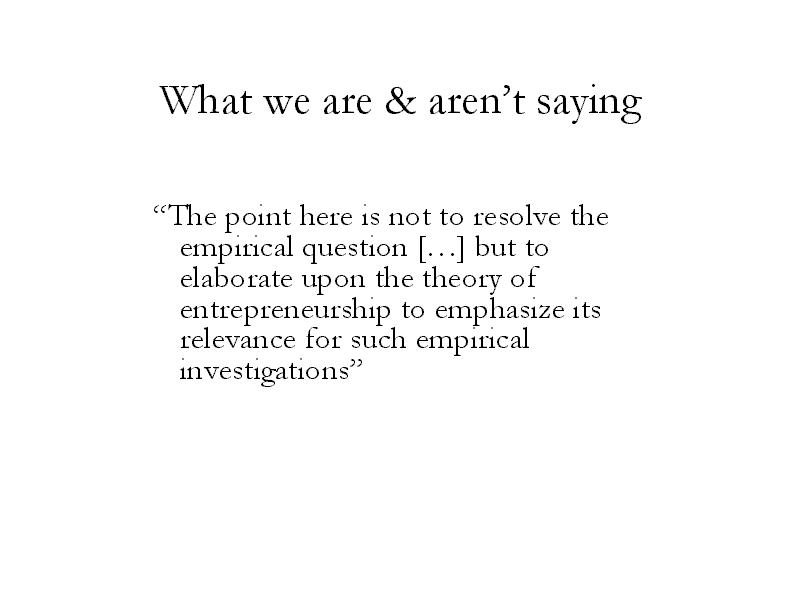 What we are & aren’t saying
“The point here is not to resolve the
empirical question […] but to
elaborate upon the theory of
entrepreneurship to emphasize its
relevance for such empirical
investigations”